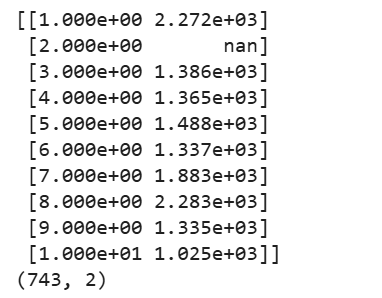 [[1.000e+00 2.272e+03]
 [2.000e+00       nan]
 [3.000e+00 1.386e+03]
 [4.000e+00 1.365e+03]
 [5.000e+00 1.488e+03]
 [6.000e+00 1.337e+03]
 [7.000e+00 1.883e+03]
 [8.000e+00 2.283e+03]
 [9.000e+00 1.335e+03]
 [1.000e+01 1.025e+03]]
(743, 2)